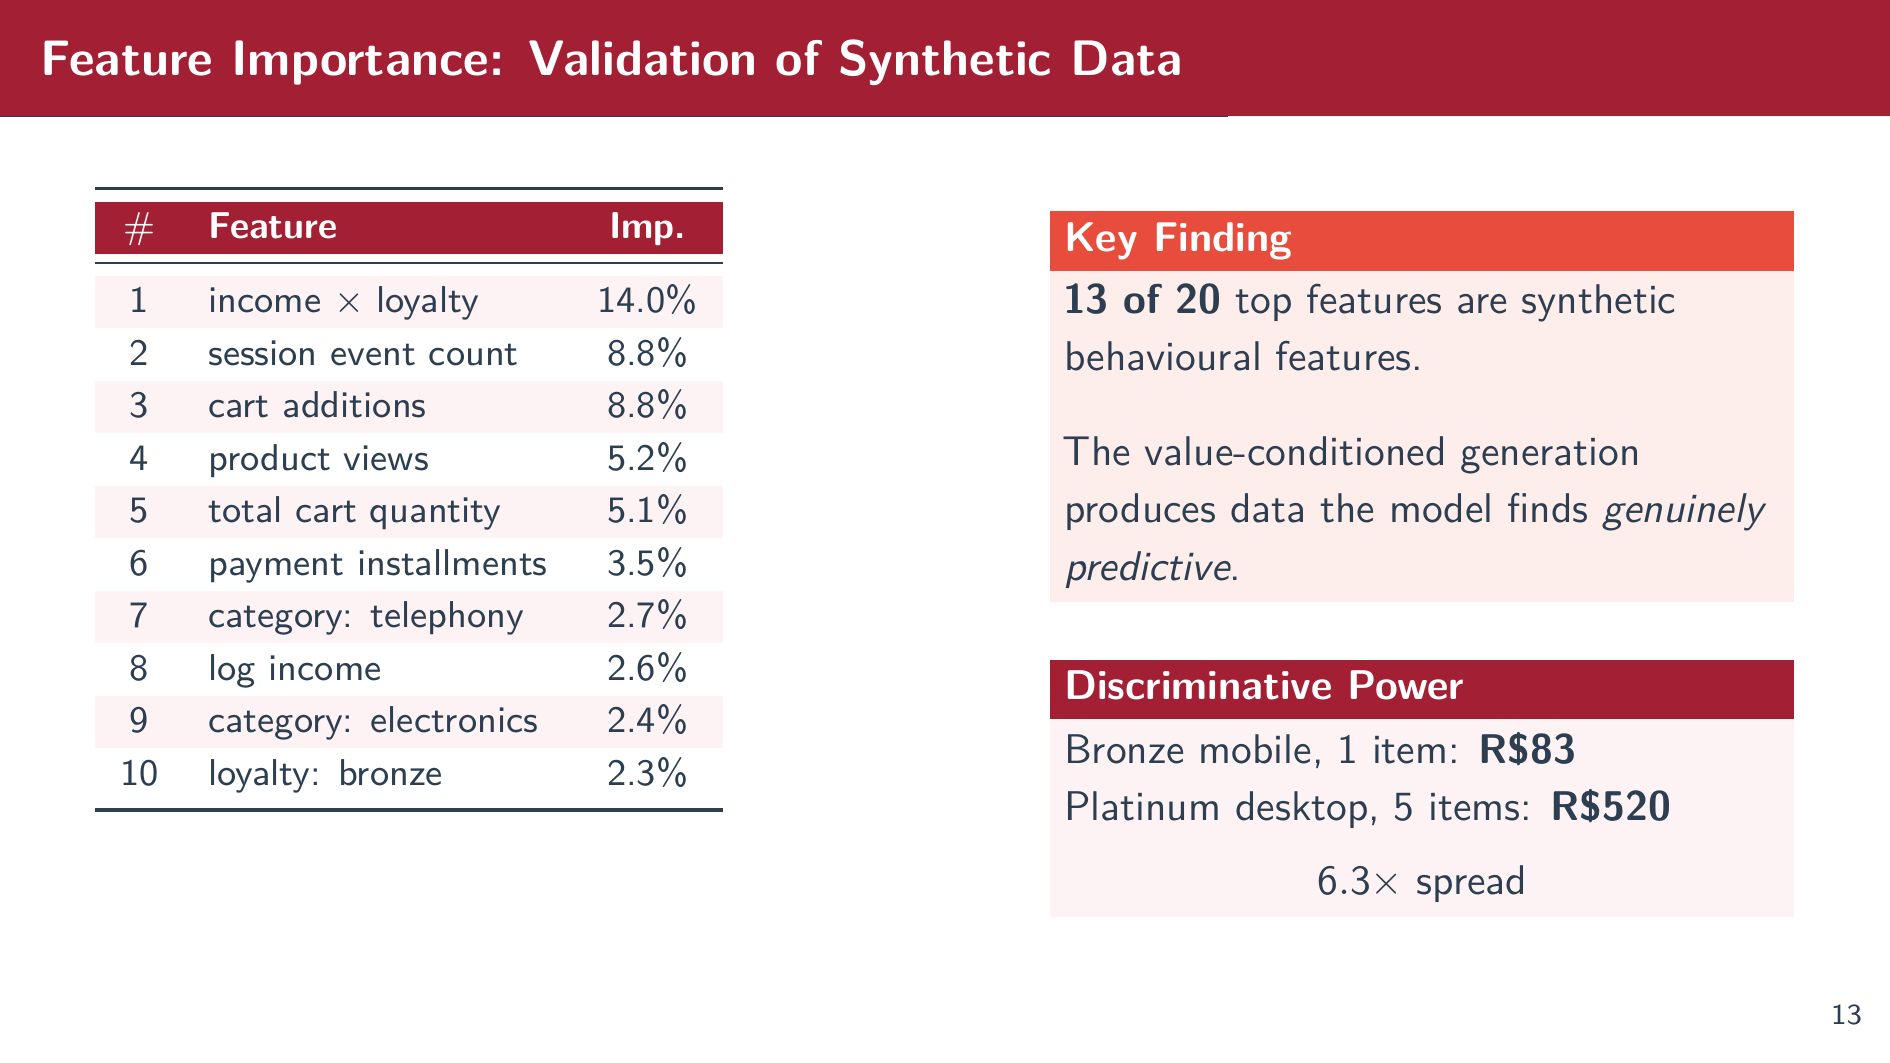 Feature Importance: Validation of Synthetic Data
# Feature Imp.
1 income × loyalty 14.0%
2 session event count 8.8%
3 cart additions 8.8%
4 product views 5.2%
5 total cart quantity 5.1%
6 payment installments 3.5%
7 category: telephony 2.7%
8 log income 2.6%
9 category: electronics 2.4%
10 loyalty: bronze 2.3%
Key Finding
13 of 20 top features are synthetic
behavioural features.
The value-conditioned generation
produces data the model finds genuinely
predictive.
Discriminative Power
Bronze mobile, 1 item: R$83
Platinum desktop, 5 items: R$520
6.3× spread
13